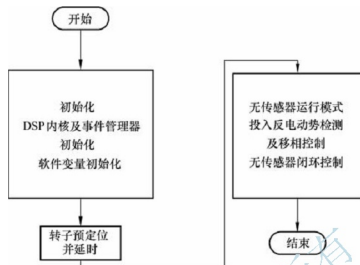 开始
初始化
DSP内核及事件管理器
初始化
软件变量初始化
转子预定位
并延时
无传感器运行模式
投入反电动势检测
及移相控制
无传感器闭环控制
结束